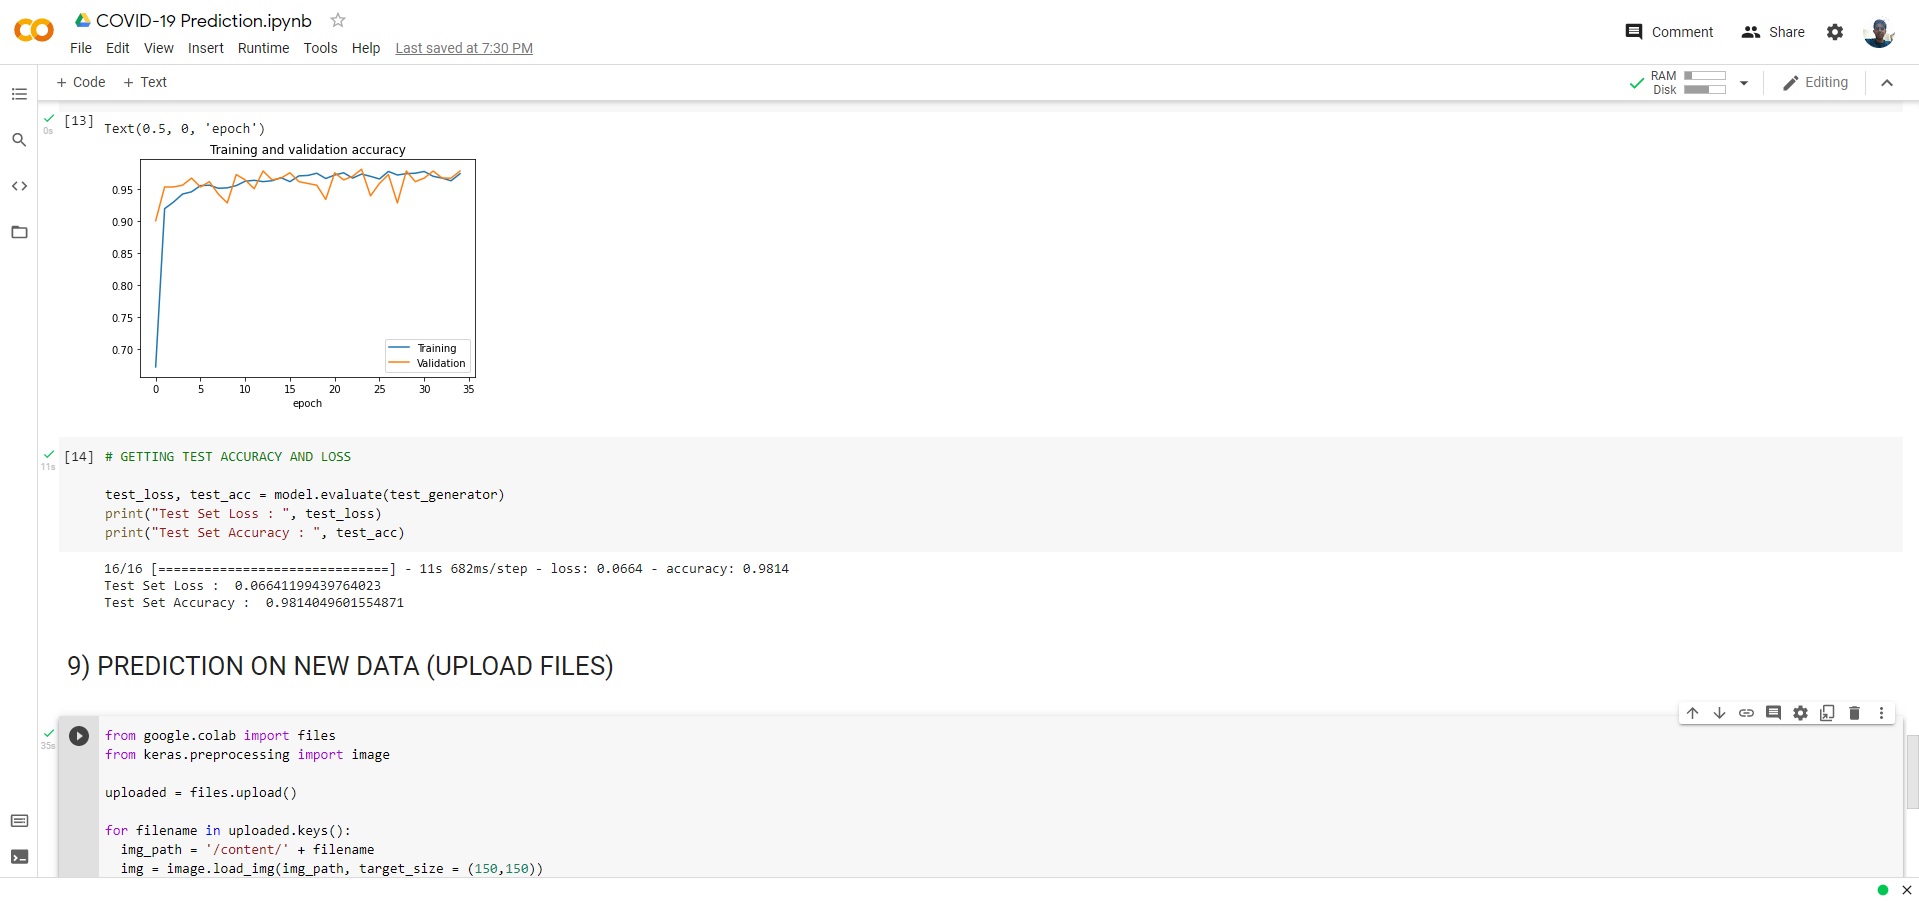 COVID-19 Prediction.ipynb
File Edit View Insert Runtime Tools Help Last saved at 7:30 PM
Comment Share
+ Code + Text
RAM
Disk
Editing
[13]
0s
Text(0.5, 0, 'epoch')
Training and validation accuracy
0.95
0.90
0.85
0.80
0.75
0.70
Training
Validation
0 5 10 15 20 25 30 35
epoch
[14] # GETTING TEST ACCURACY AND LOSS
11s
test_loss, test_acc = model.evaluate(test_generator)
print("Test Set Loss : ", test_loss)
print("Test Set Accuracy : ", test_acc)
16/16 [==============================] - 11s 682ms/step - loss: 0.0664 - accuracy: 0.9814
Test Set Loss :  0.06641199439764023
Test Set Accuracy :  0.9814049601554871
9) PREDICTION ON NEW DATA (UPLOAD FILES)
35s
from google.colab import files
from keras.preprocessing import image
uploaded = files.upload()
for filename in uploaded.keys():
  img_path = '/content/' + filename
  img = image.load_img(img_path, target_size = (150,150))